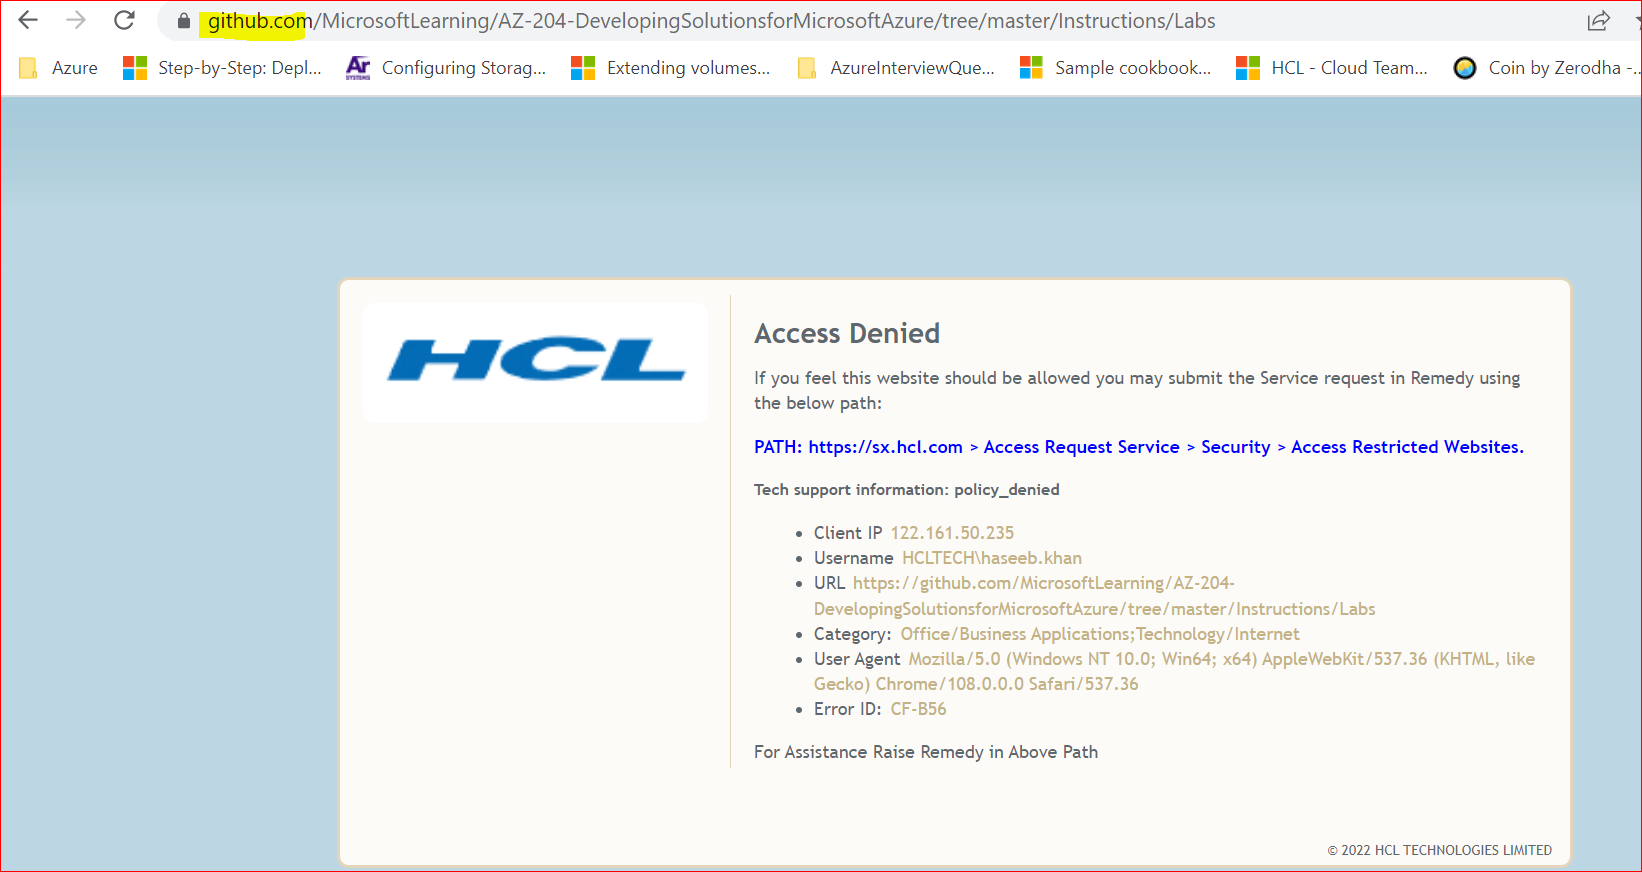 github.com/MicrosoftLearning/AZ-204-DevelopingSolutionsforMicrosoftAzure/tree/master/Instructions/Labs
Azure Step-by-Step: Depl... Ar SYSTEMS Configuring Storag... Extending volumes... AzureInterviewQue... Sample cookbook... HCL - Cloud Team... Coin by Zerodha -...
HCL
Access Denied
If you feel this website should be allowed you may submit the Service request in Remedy using
the below path:
PATH: https://sx.hcl.com > Access Request Service > Security > Access Restricted Websites.
Tech support information: policy_denied
• Client IP 122.161.50.235
• Username HCLTECH\haseeb.khan
• URL https://github.com/MicrosoftLearning/AZ-204-
DevelopingSolutionsforMicrosoftAzure/tree/master/Instructions/Labs
• Category: Office/Business Applications;Technology/Internet
• User Agent Mozilla/5.0 (Windows NT 10.0; Win64; x64) AppleWebKit/537.36 (KHTML, like
Gecko) Chrome/108.0.0.0 Safari/537.36
• Error ID: CF-B56
For Assistance Raise Remedy in Above Path
© 2022 HCL TECHNOLOGIES LIMITED